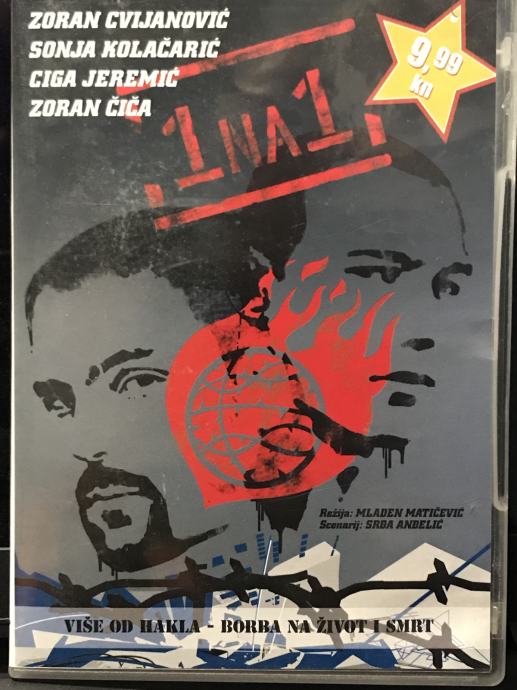 ZORAN CVIJANOVIĆ
SONJA KOLAČARIĆ
CIGA JEREMIĆ
ZORAN ČIČA
9,99
kn
1 NA 1
Režija: MLADEN MATIČEVIĆ
Scenarij: SRĐA ANĐELIĆ
VIŠE OD HAKLA - BORBA NA ŽIVOT I SMRT